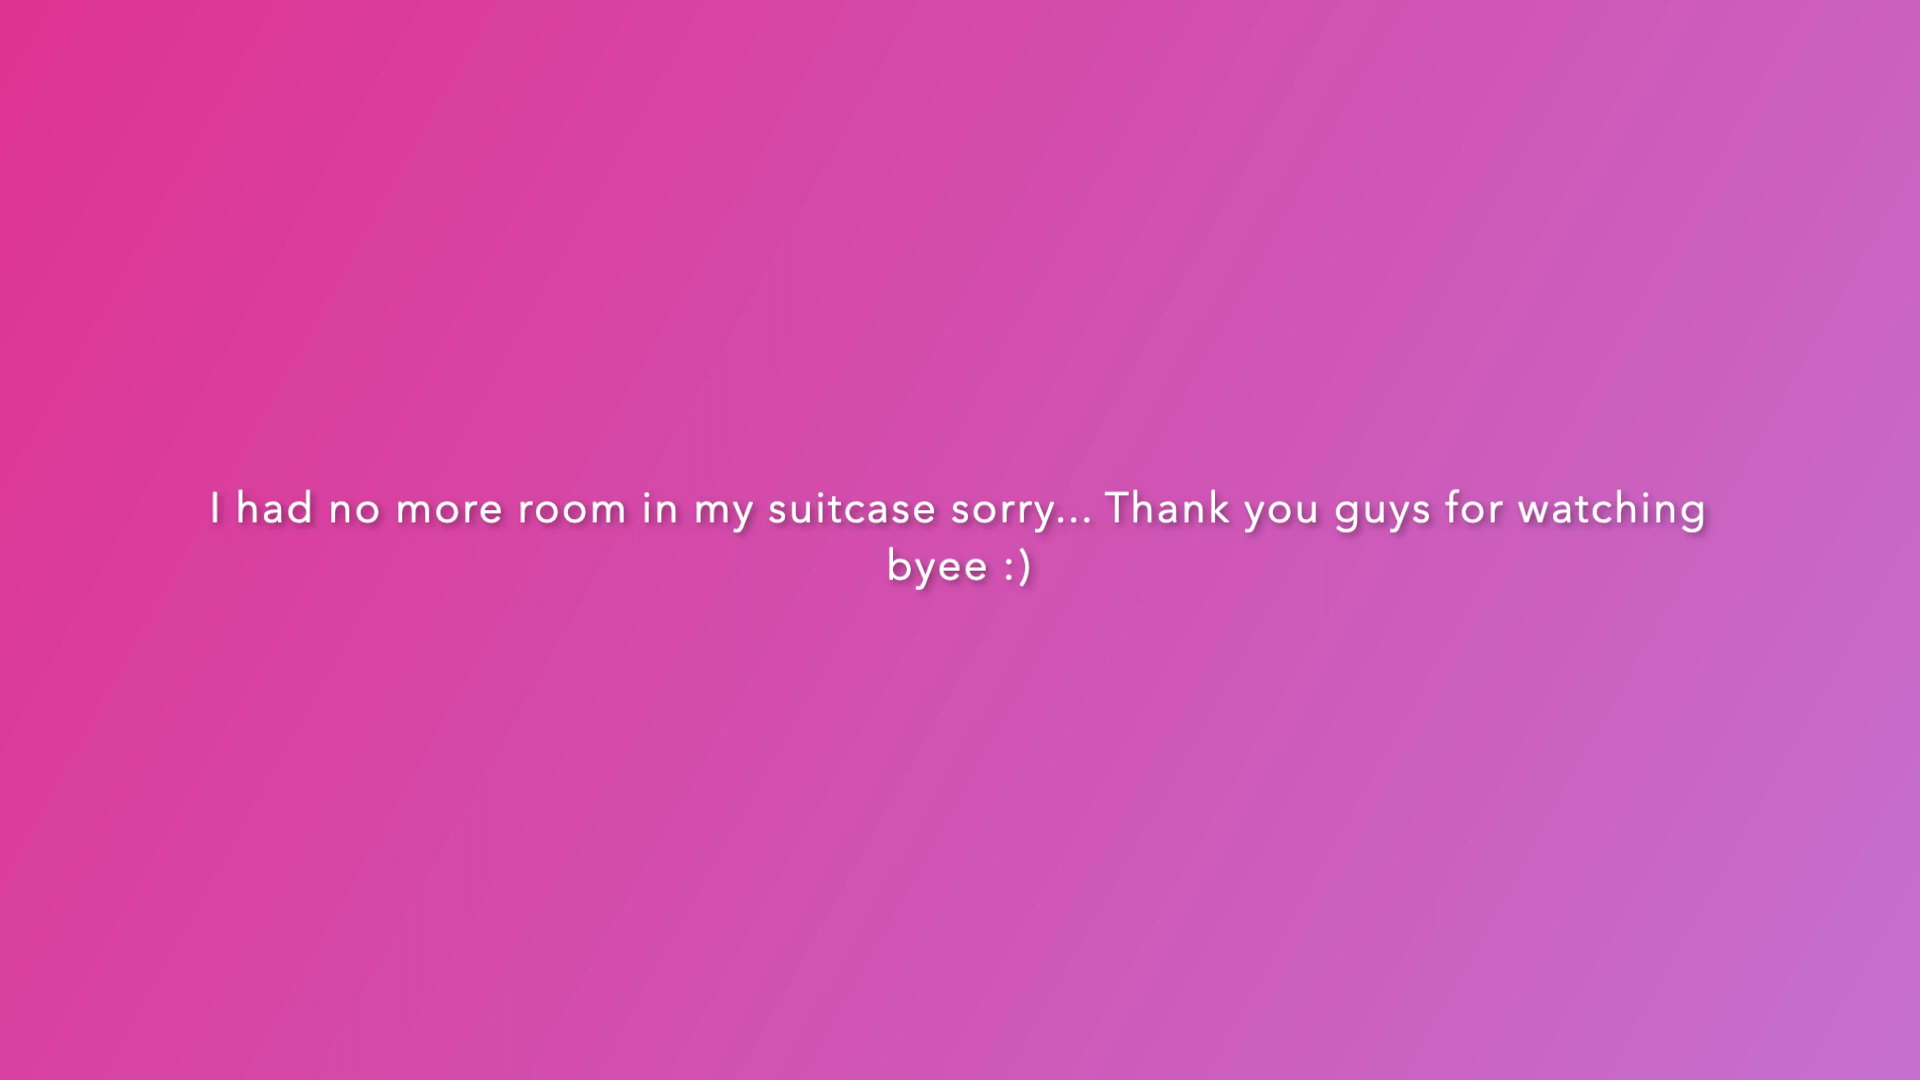 I had no more room in my suitcase sorry... Thank you guys for watching
byee :)